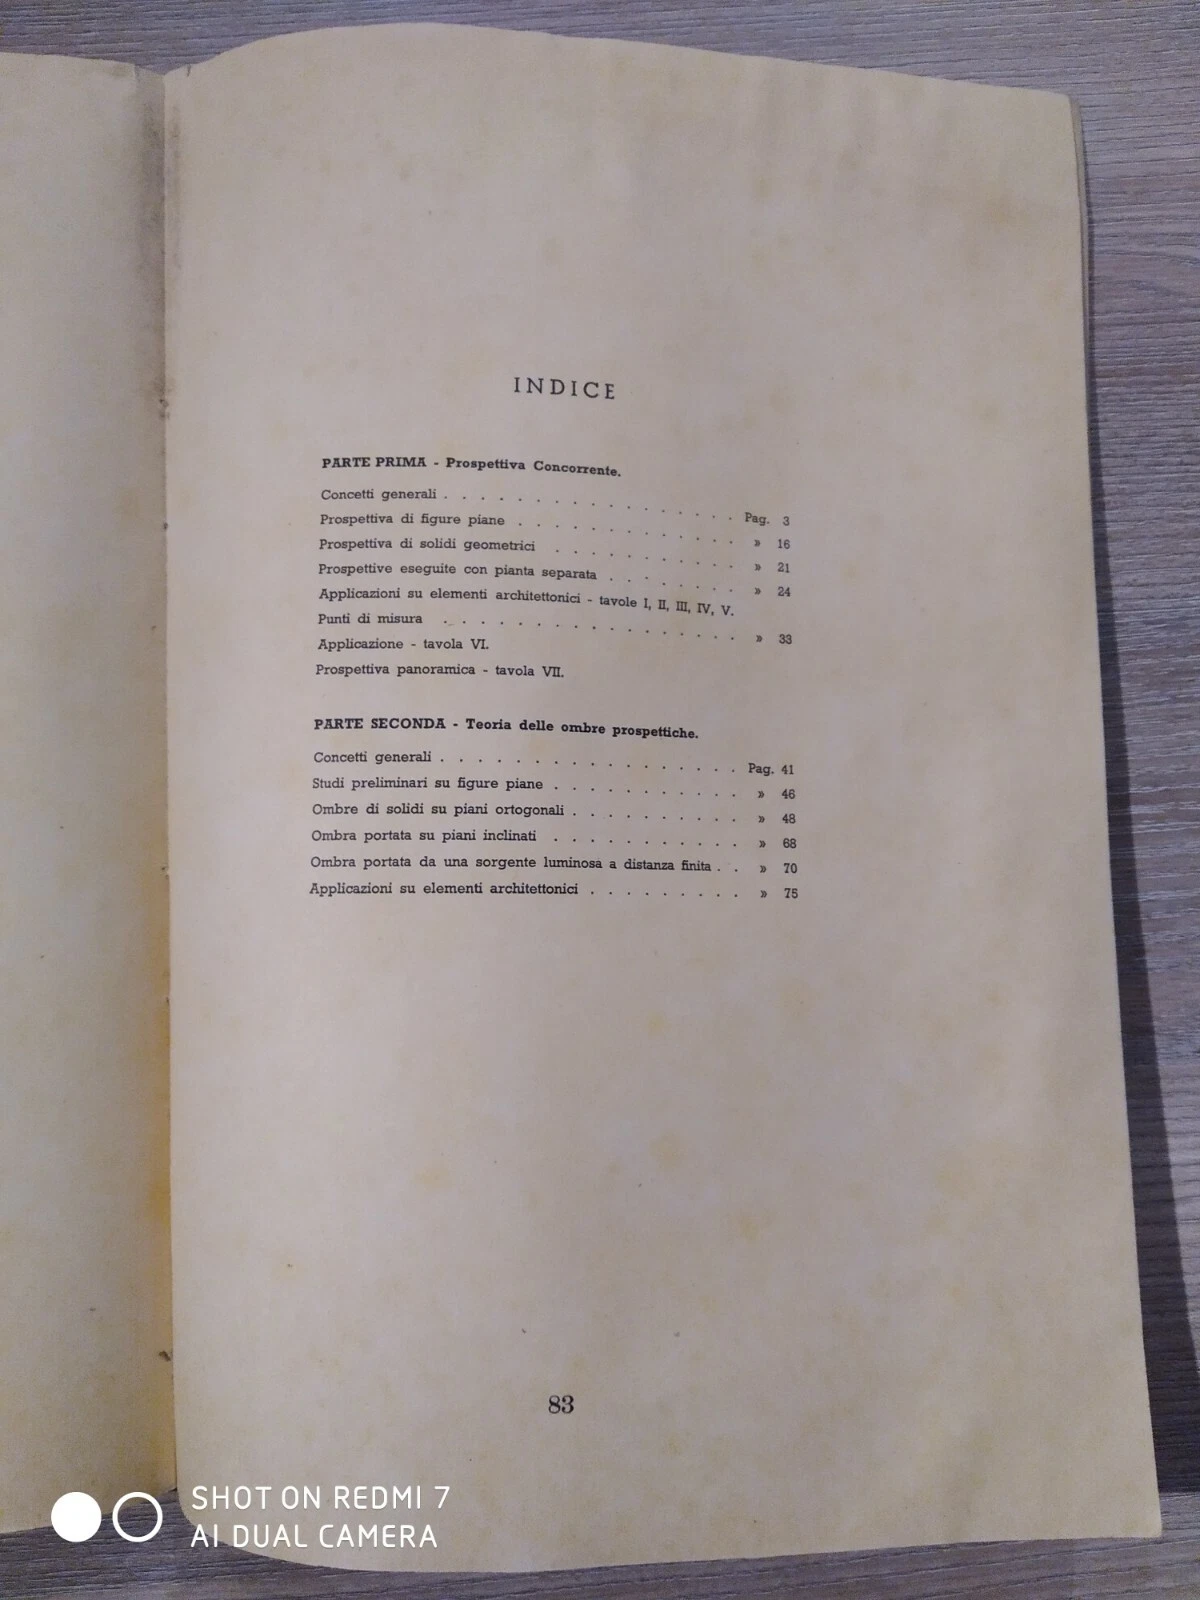 INDICE
PARTE PRIMA - Prospettiva Concorrente.
Concetti generali . . . . . . . . . . . . . . . . Pag. 3
Prospettiva di figure piane . . . . . . . . . . . . » 16
Prospettiva di solidi geometrici . . . . . . . . . . » 21
Prospettive eseguite con pianta separata . . . . . . . » 24
Applicazioni su elementi architettonici - tavole I, II, III, IV, V.
Punti di misura . . . . . . . . . . . . . . . . » 33
Applicazione - tavola VI.
Prospettiva panoramica - tavola VII.
PARTE SECONDA - Teoria delle ombre prospettiche.
Concetti generali . . . . . . . . . . . . . . . . . Pag. 41
Studi preliminari su figure piane . . . . . . . . . . . » 46
Ombre di solidi su piani ortogonali . . . . . . . . . . » 48
Ombra portata su piani inclinati . . . . . . . . . . . » 68
Ombra portata da una sorgente luminosa a distanza finita . . » 70
Applicazioni su elementi architettonici . . . . . . . . . » 75
83
SHOT ON REDMI 7
AI DUAL CAMERA